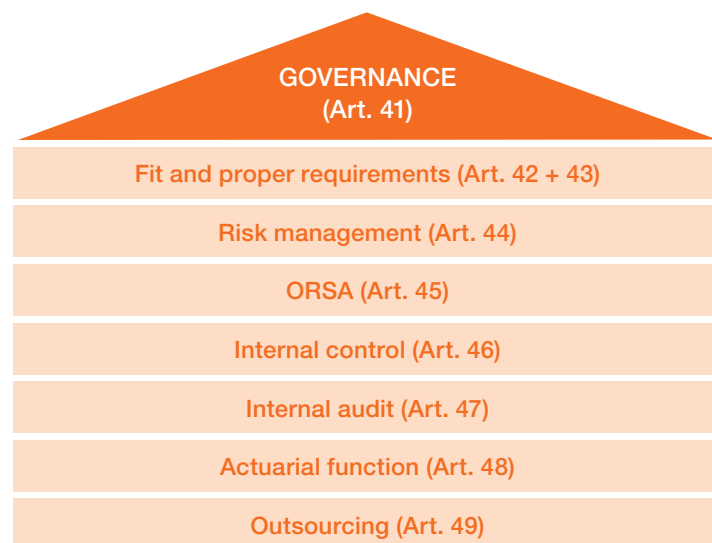 GOVERNANCE
(Art. 41)
Fit and proper requirements (Art. 42 + 43)
Risk management (Art. 44)
ORSA (Art. 45)
Internal control (Art. 46)
Internal audit (Art. 47)
Actuarial function (Art. 48)
Outsourcing (Art. 49)